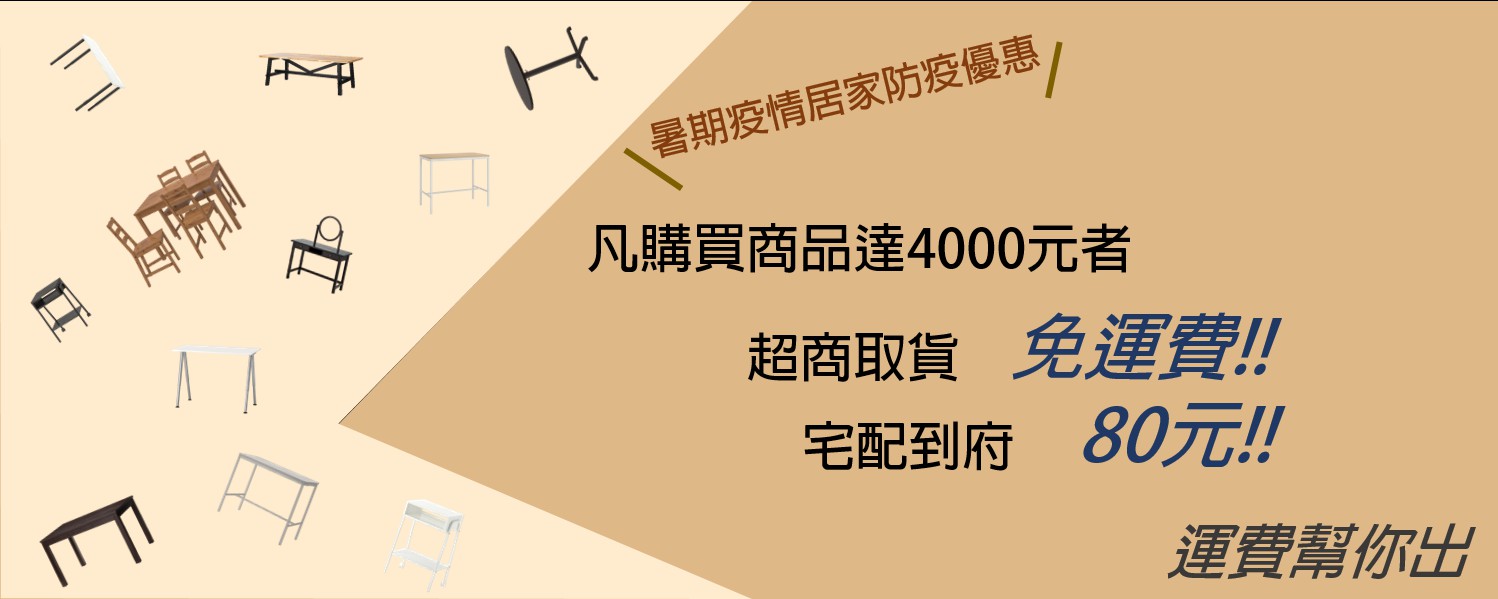 暑期疫情居家防疫優惠
凡購買商品達4000元者
超商取貨 免運費!!
宅配到府 80元!!
運費幫你出